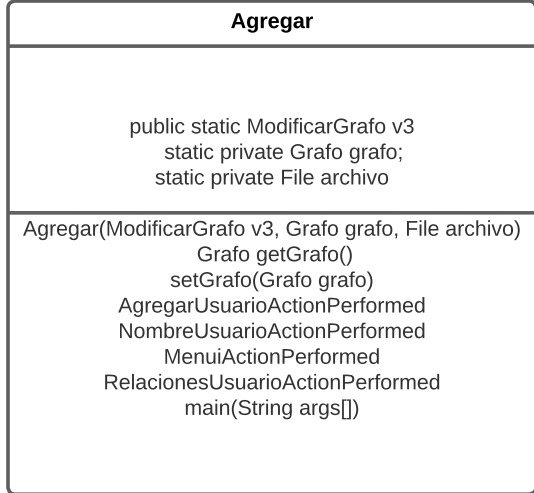 Agregar
public static ModificarGrafo v3
static private Grafo grafo;
static private File archivo
Agregar(ModificarGrafo v3, Grafo grafo, File archivo)
Grafo getGrafo()
setGrafo(Grafo grafo)
AgregarUsuarioActionPerformed
NombreUsuarioActionPerformed
MenuiActionPerformed
RelacionesUsuarioActionPerformed
main(String args[])